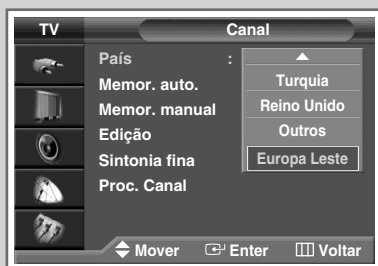 TV Canal
País :
Memor. auto.
Memor. manual
Edição
Sintonia fina
Proc. Canal
Turquia
Reino Unido
Outros
Europa Leste
Mover Enter Voltar